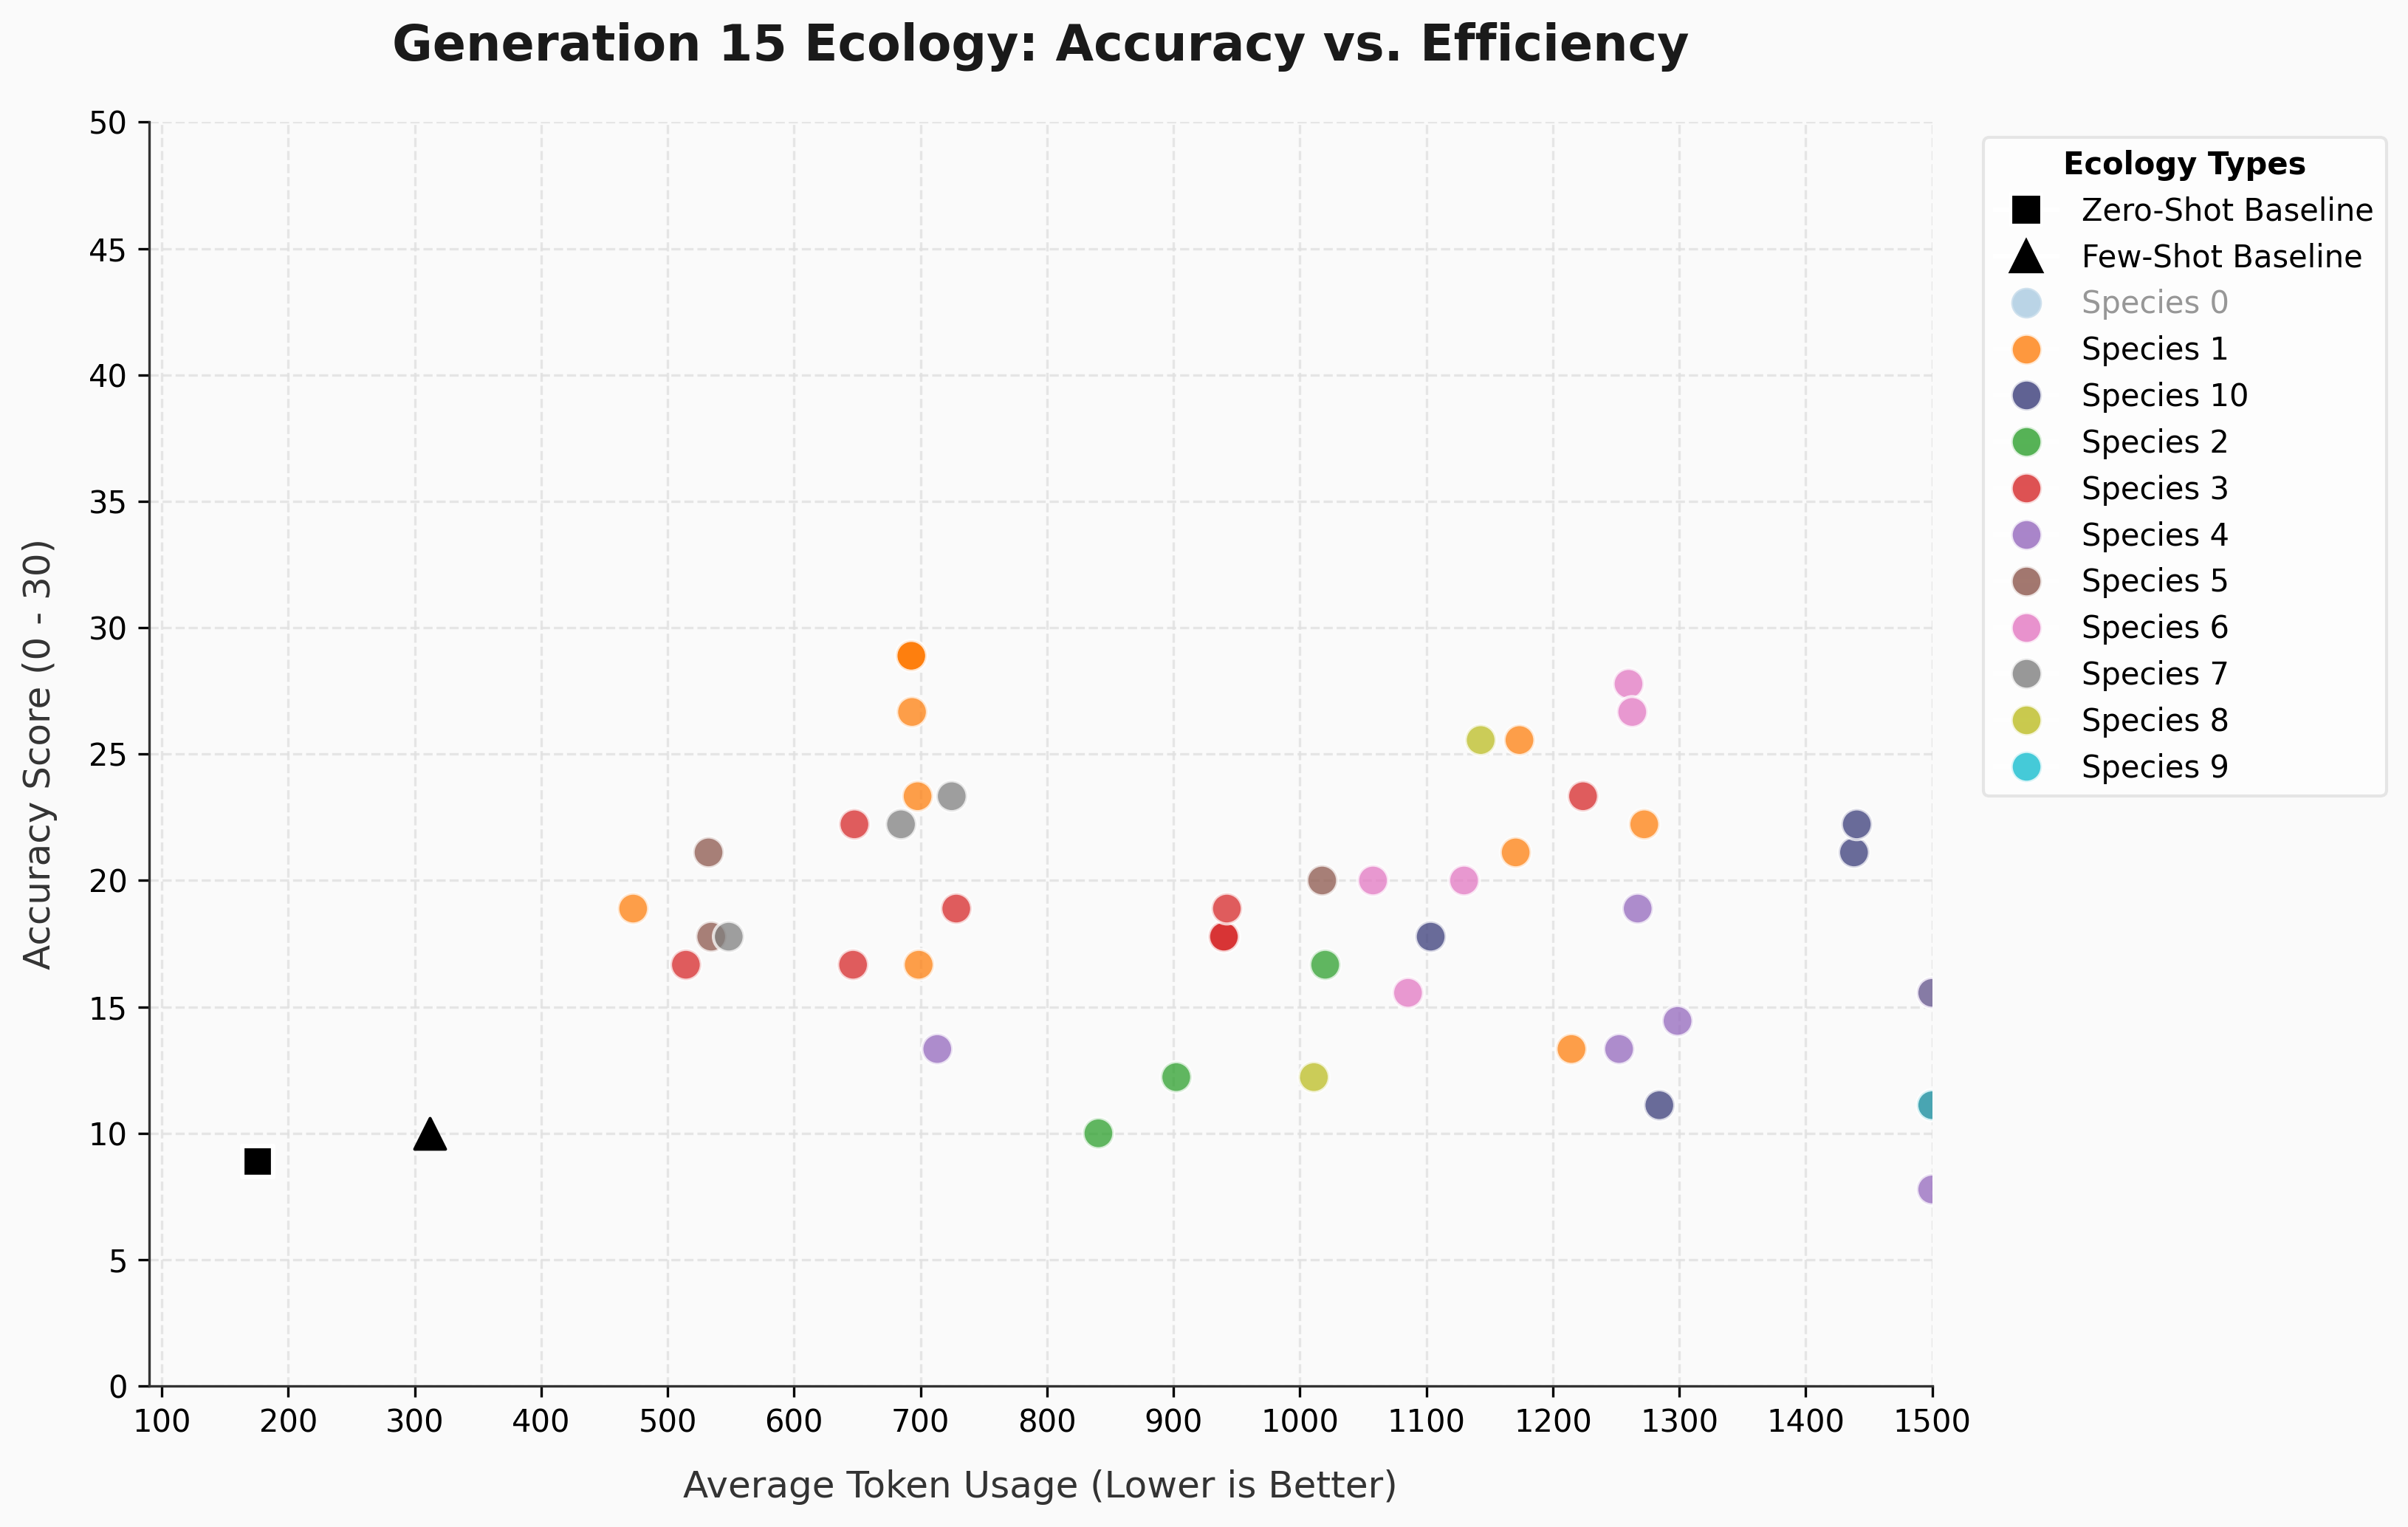 Generation 15 Ecology: Accuracy vs. Efficiency
Accuracy Score (0 - 30)
50
45
40
35
30
25
20
15
10
5
0
100 200 300 400 500 600 700 800 900 1000 1100 1200 1300 1400 1500
Average Token Usage (Lower is Better)
Ecology Types
Zero-Shot Baseline
Few-Shot Baseline
Species 0
Species 1
Species 10
Species 2
Species 3
Species 4
Species 5
Species 6
Species 7
Species 8
Species 9